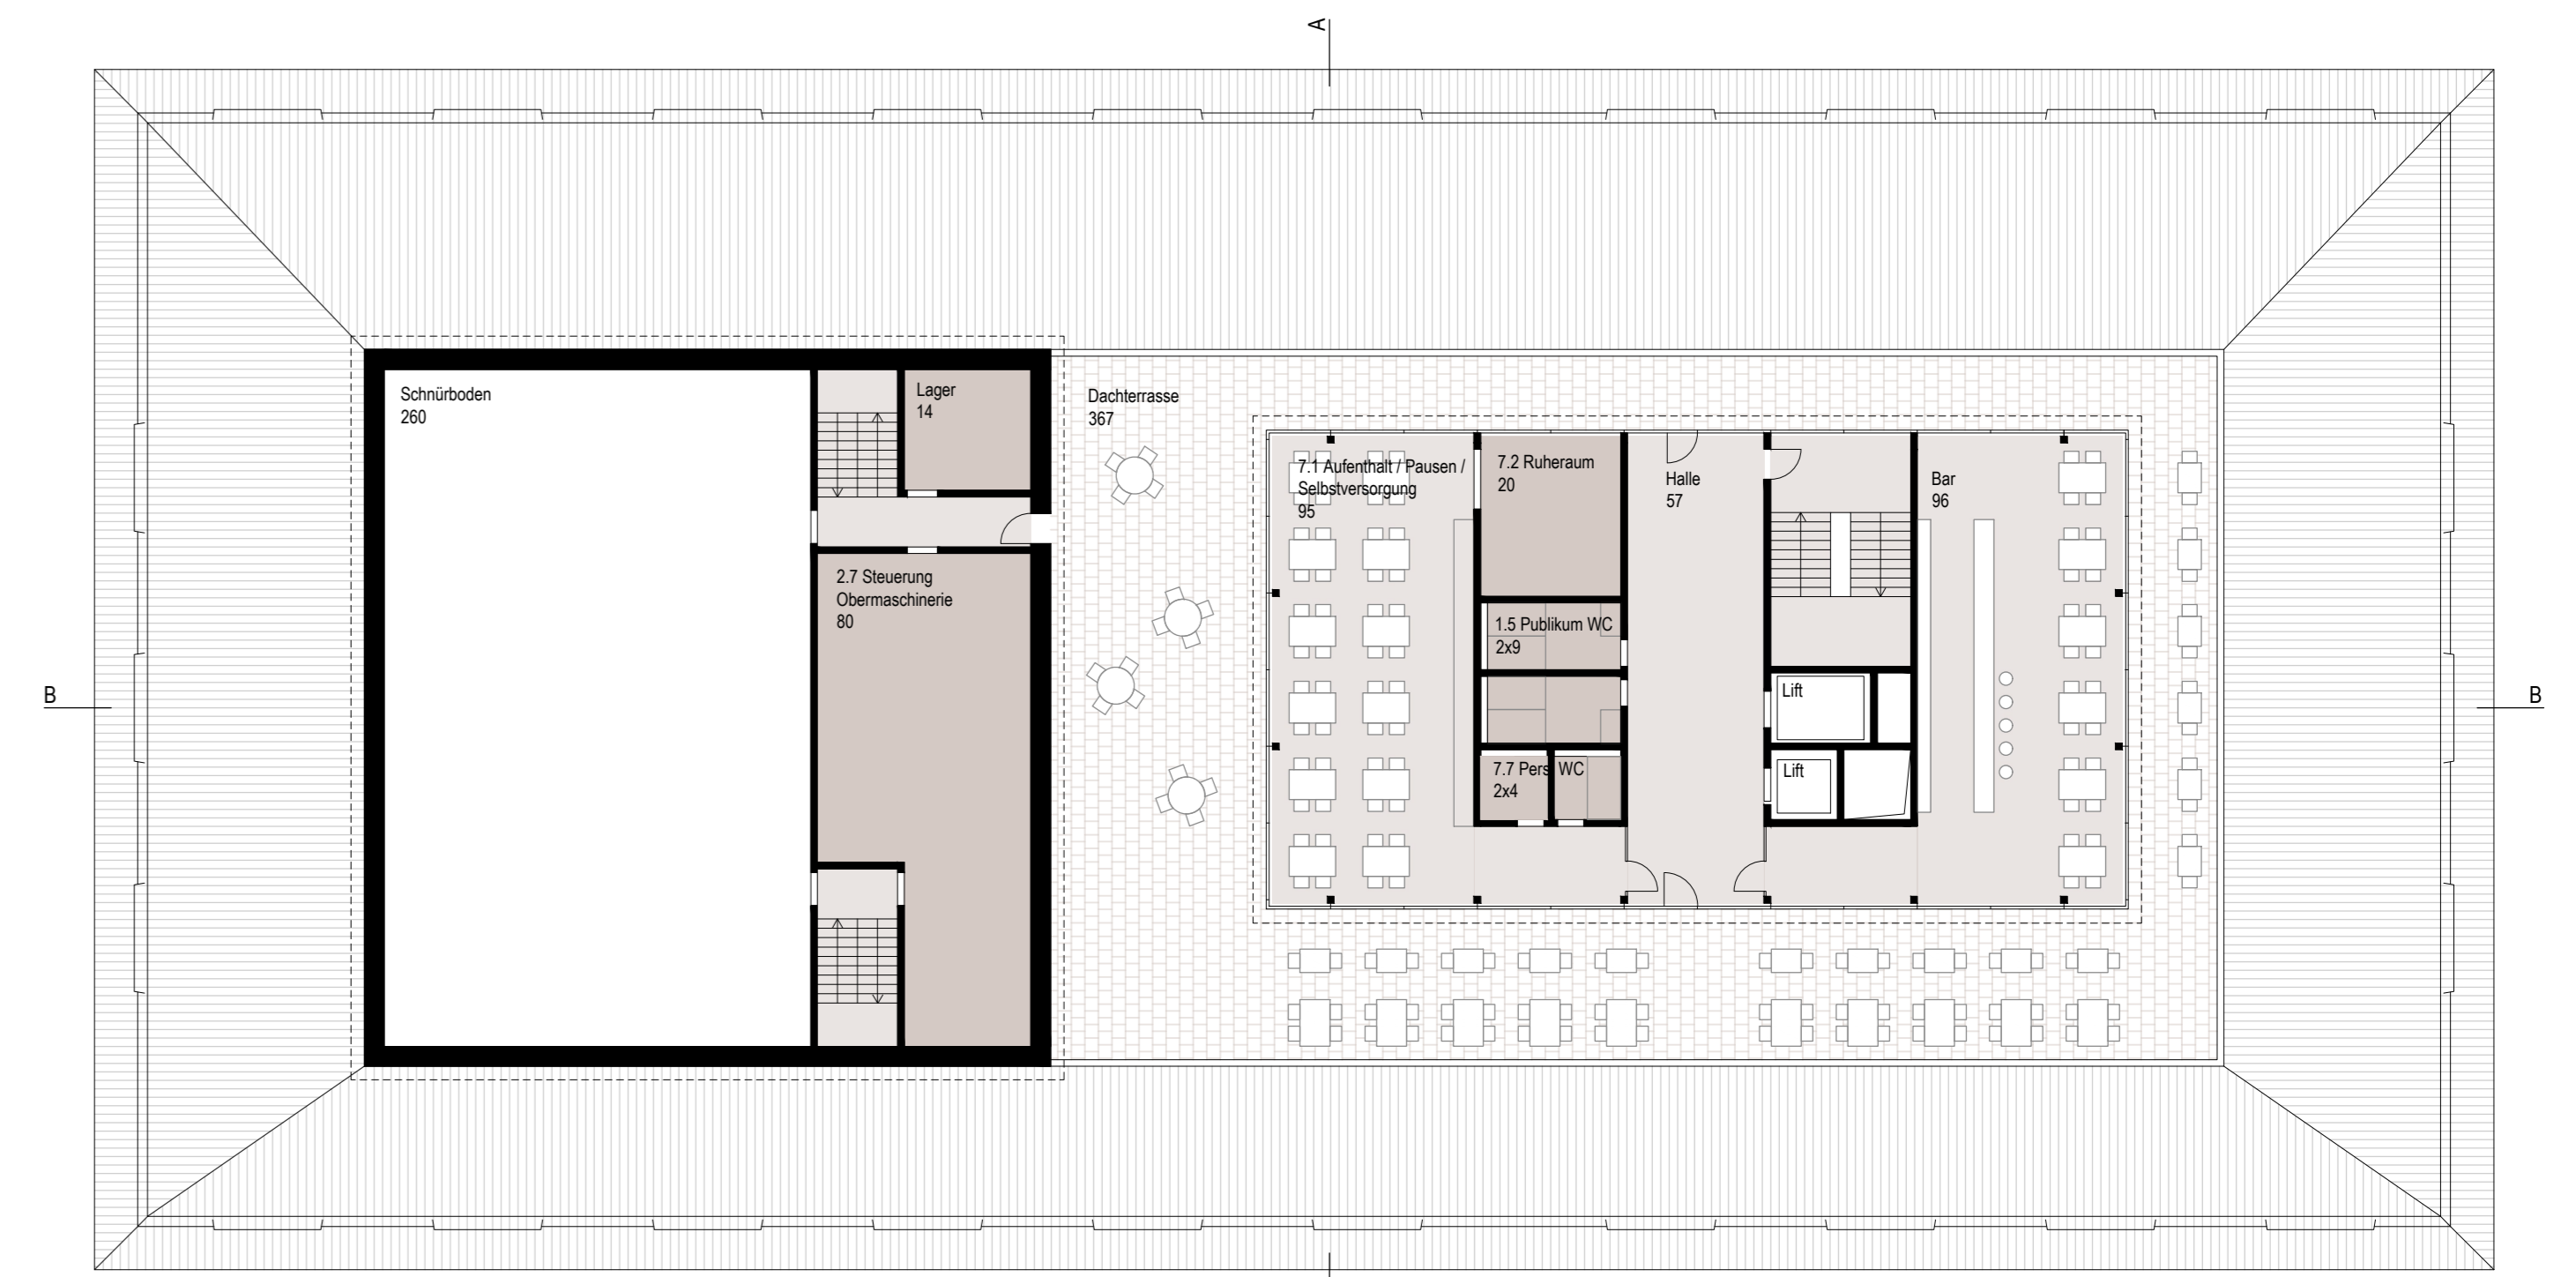 A
Schnürboden
260
Lager
14
Dachterrasse
367
7.1 Aufenthalt / Pausen /
Selbstversorgung
95
7.2 Ruheraum
20
Halle
57
Bar
96
2.7 Steuerung
Obermaschinerie
80
1.5 Publikum WC
2x9
Lift
B
B
7.7 Pers. WC
2x4
Lift